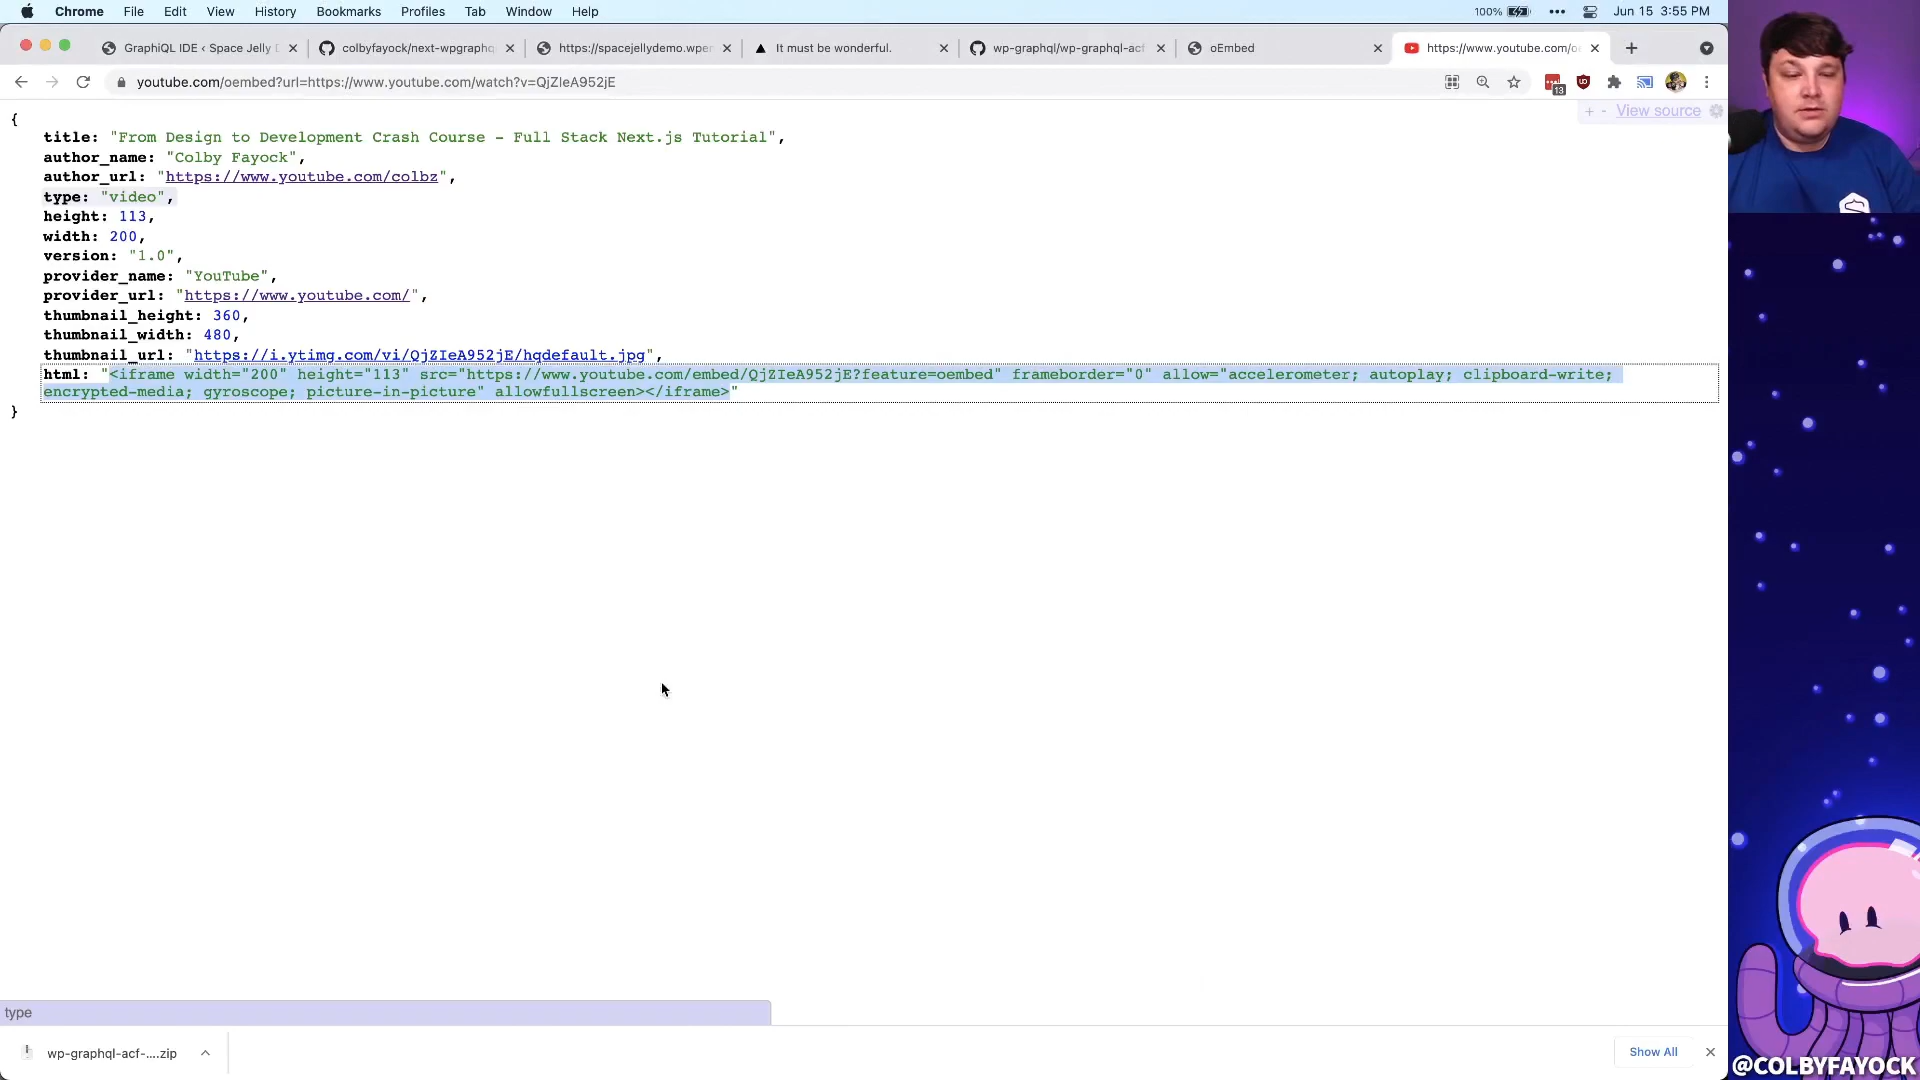 Chrome File Edit View History Bookmarks Profiles Tab Window Help 100% Jun 15 3:55 PM
GraphiQL IDE ‹ Space Jelly D colbyfayock/next-wpgraphq https://spacejellydemo.wper It must be wonderful. wp-graphql/wp-graphql-acf oEmbed https://www.youtube.com/o
youtube.com/oembed?url=https://www.youtube.com/watch?v=QjZIeA952jE 13
+ - View source
{
title: "From Design to Development Crash Course - Full Stack Next.js Tutorial",
author_name: "Colby Fayock",
author_url: "https://www.youtube.com/colbz",
type: "video",
height: 113,
width: 200,
version: "1.0",
provider_name: "YouTube",
provider_url: "https://www.youtube.com/",
thumbnail_height: 360,
thumbnail_width: 480,
thumbnail_url: "https://i.ytimg.com/vi/QjZIeA952jE/hqdefault.jpg",
html: "<iframe width="200" height="113" src="https://www.youtube.com/embed/QjZIeA952jE?feature=oembed" frameborder="0" allow="accelerometer; autoplay; clipboard-write;
encrypted-media; gyroscope; picture-in-picture" allowfullscreen></iframe>"
}
type
wp-graphql-acf-....zip
Show All
@COLBYFAYOCK